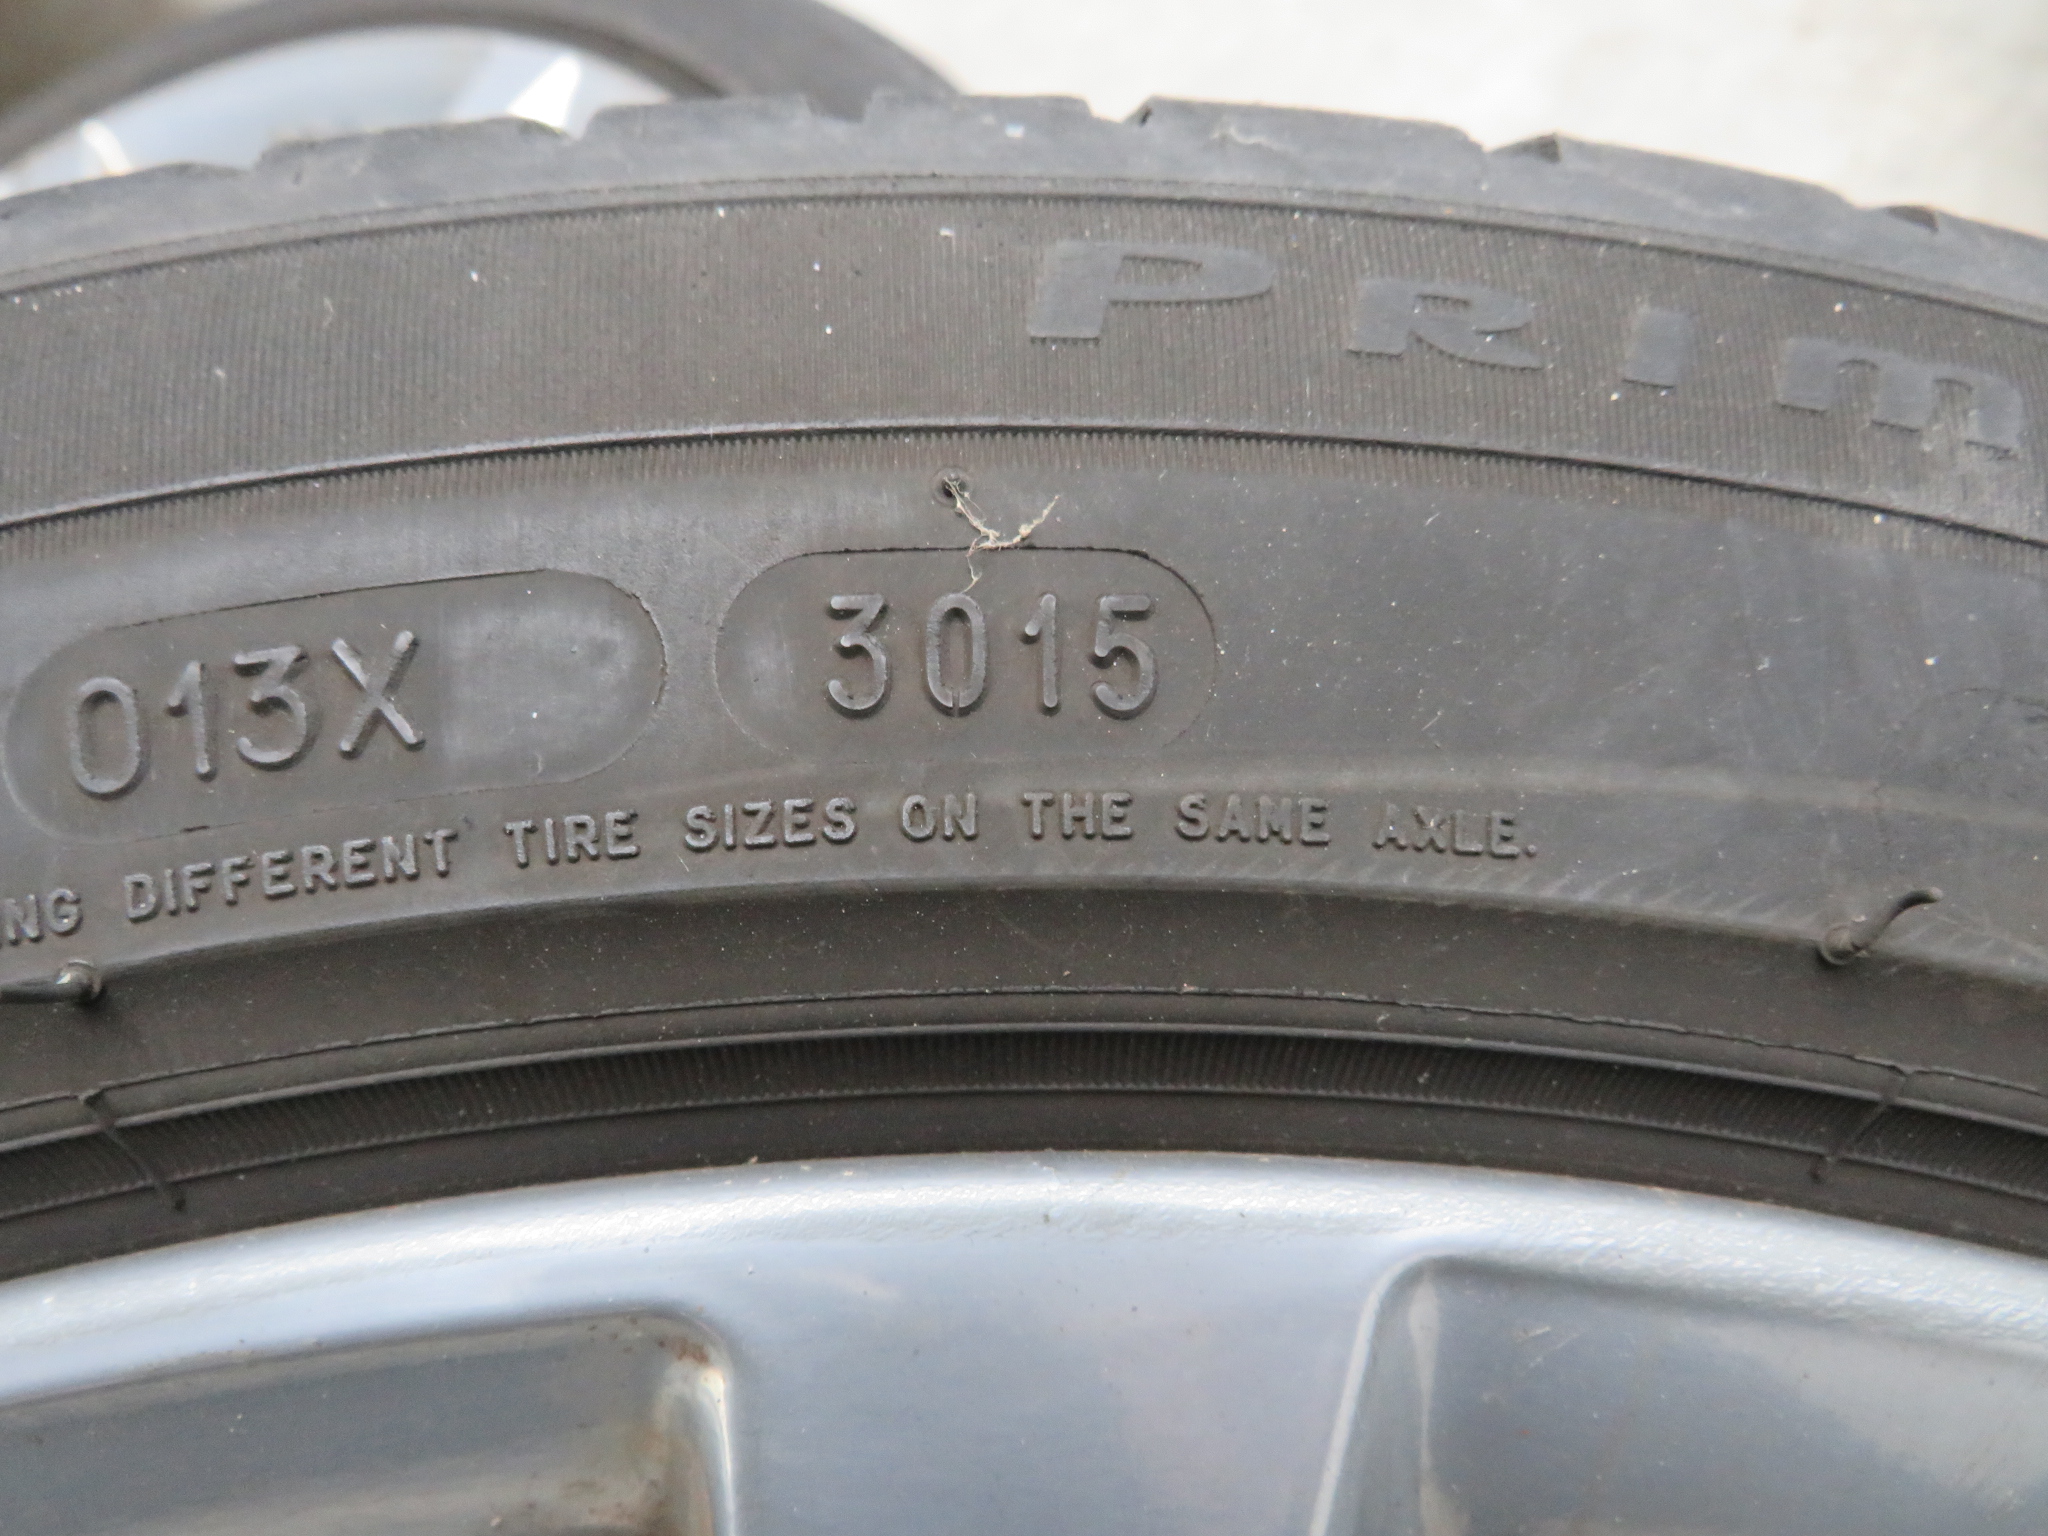 PRIM
013X 3015
NG DIFFERENT TIRE SIZES ON THE SAME AXLE.